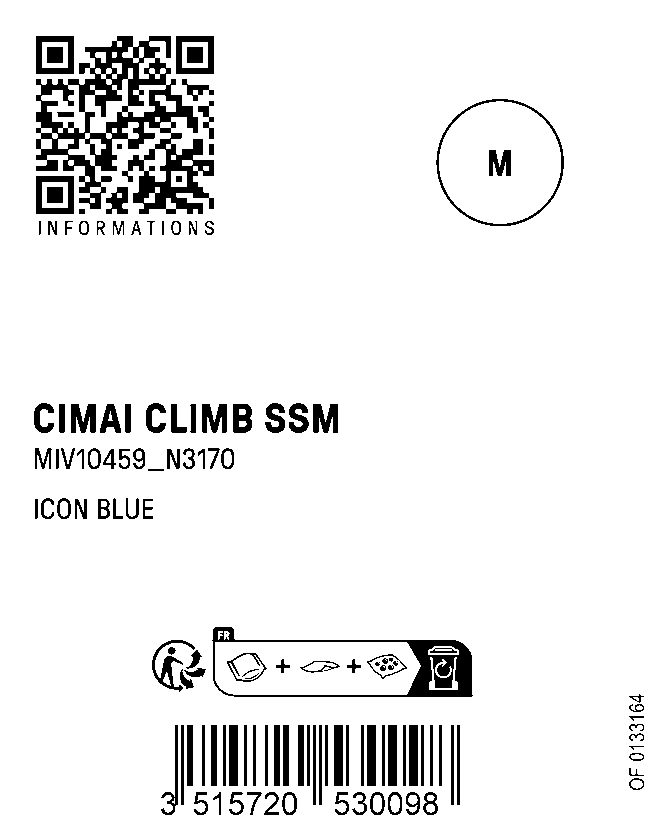 INFORMATIONS
M
CIMAI CLIMB SSM
MIV10459_N3170
ICON BLUE
FR
3 515720 530098
OF 0133164